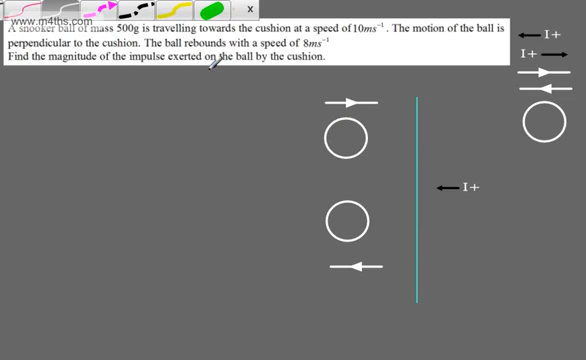 www.m4ths.com
x
A snooker ball of mass 500g is travelling towards the cushion at a speed of 10ms⁻¹ . The motion of the ball is
perpendicular to the cushion. The ball rebounds with a speed of 8ms⁻¹
Find the magnitude of the impulse exerted on the ball by the cushion.
I+
I+
I+